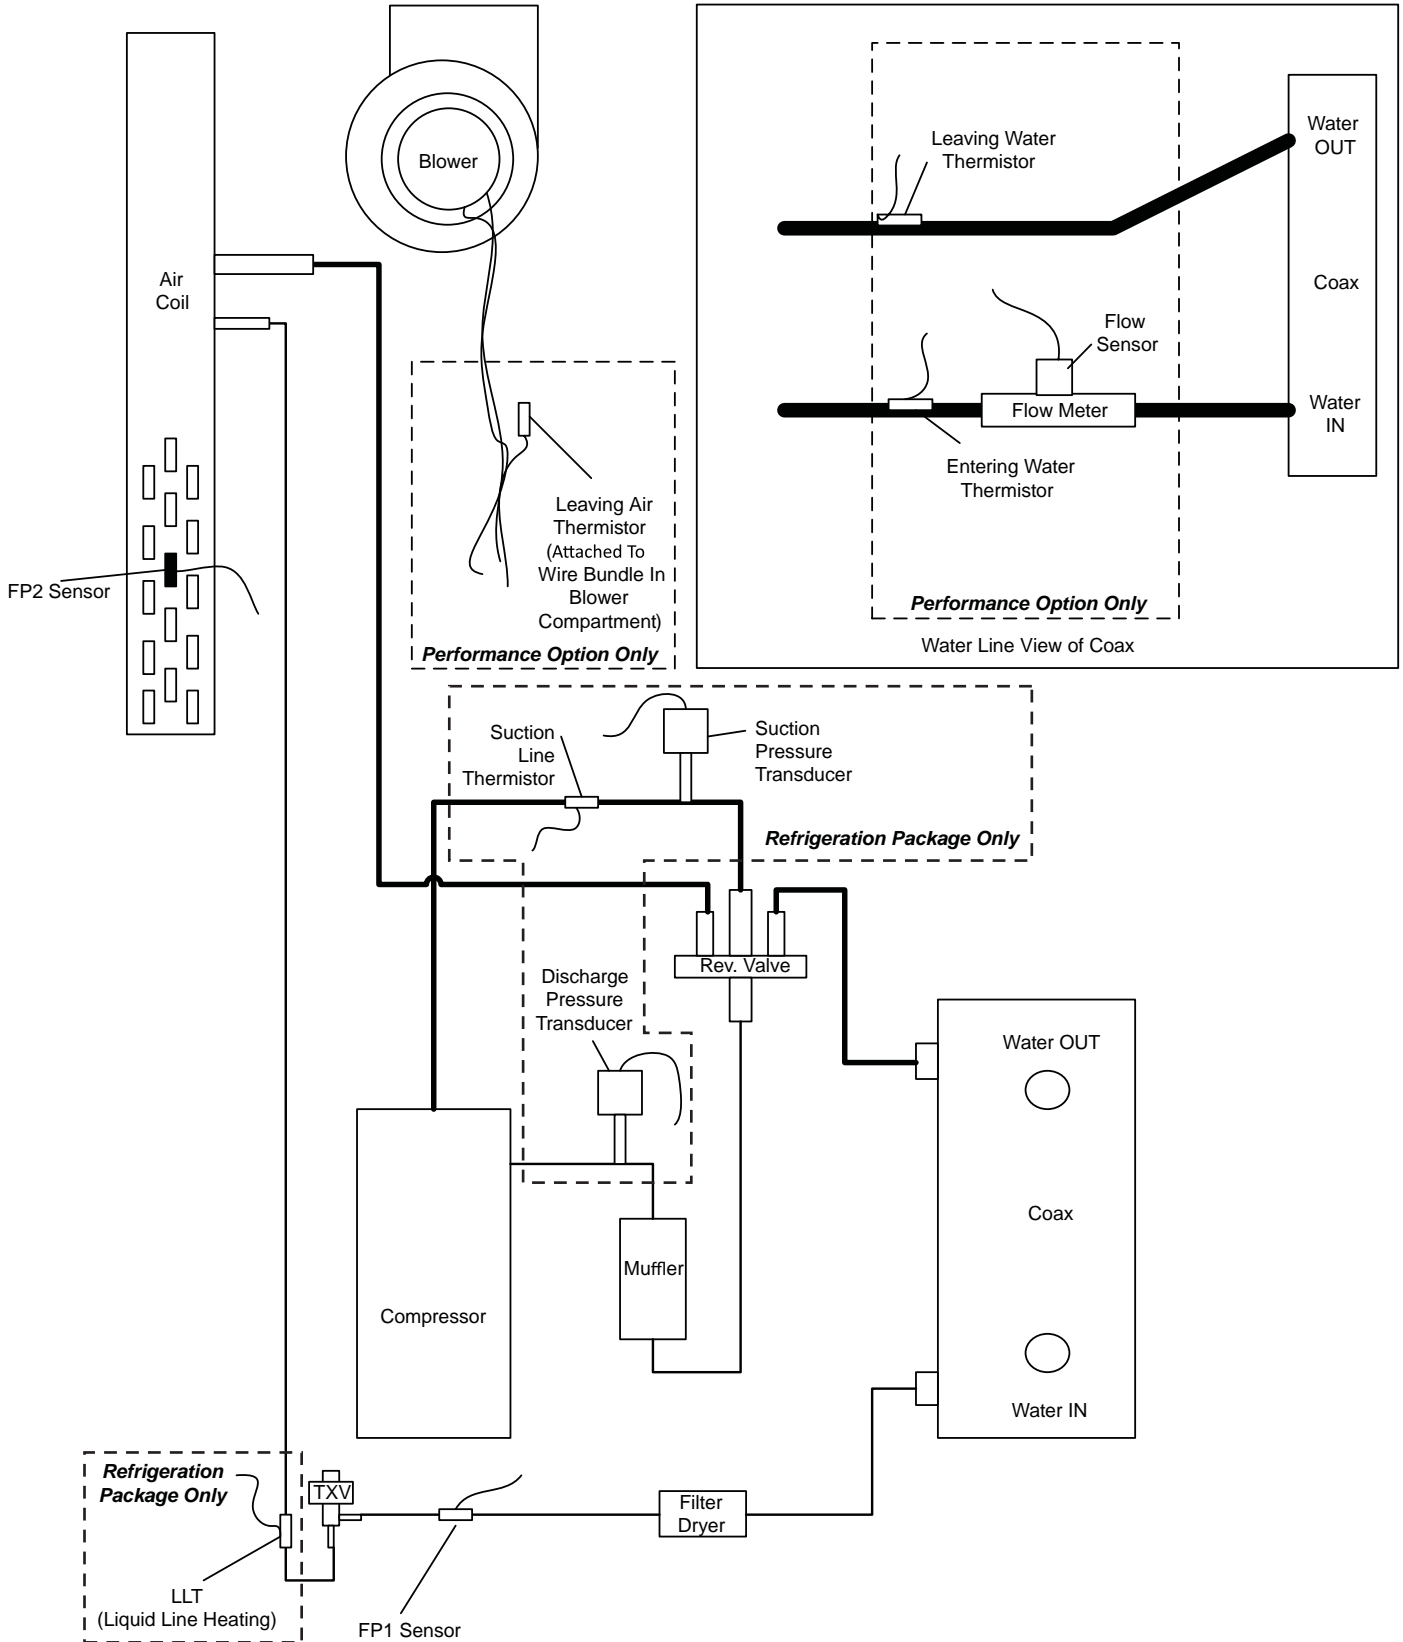 Blower
Air
Coil
FP2 Sensor
Leaving Air
Thermistor
(Attached To
Wire Bundle In
Blower
Compartment)
Performance Option Only
Leaving Water
Thermistor
Water
OUT
Coax
Flow
Sensor
Flow Meter
Water
IN
Entering Water
Thermistor
Performance Option Only
Water Line View of Coax
Suction
Line
Thermistor
Suction
Pressure
Transducer
Refrigeration Package Only
Rev. Valve
Discharge
Pressure
Transducer
Compressor
Muffler
Water OUT
Coax
Water IN
Refrigeration
Package Only
TXV
Filter
Dryer
LLT
(Liquid Line Heating)
FP1 Sensor